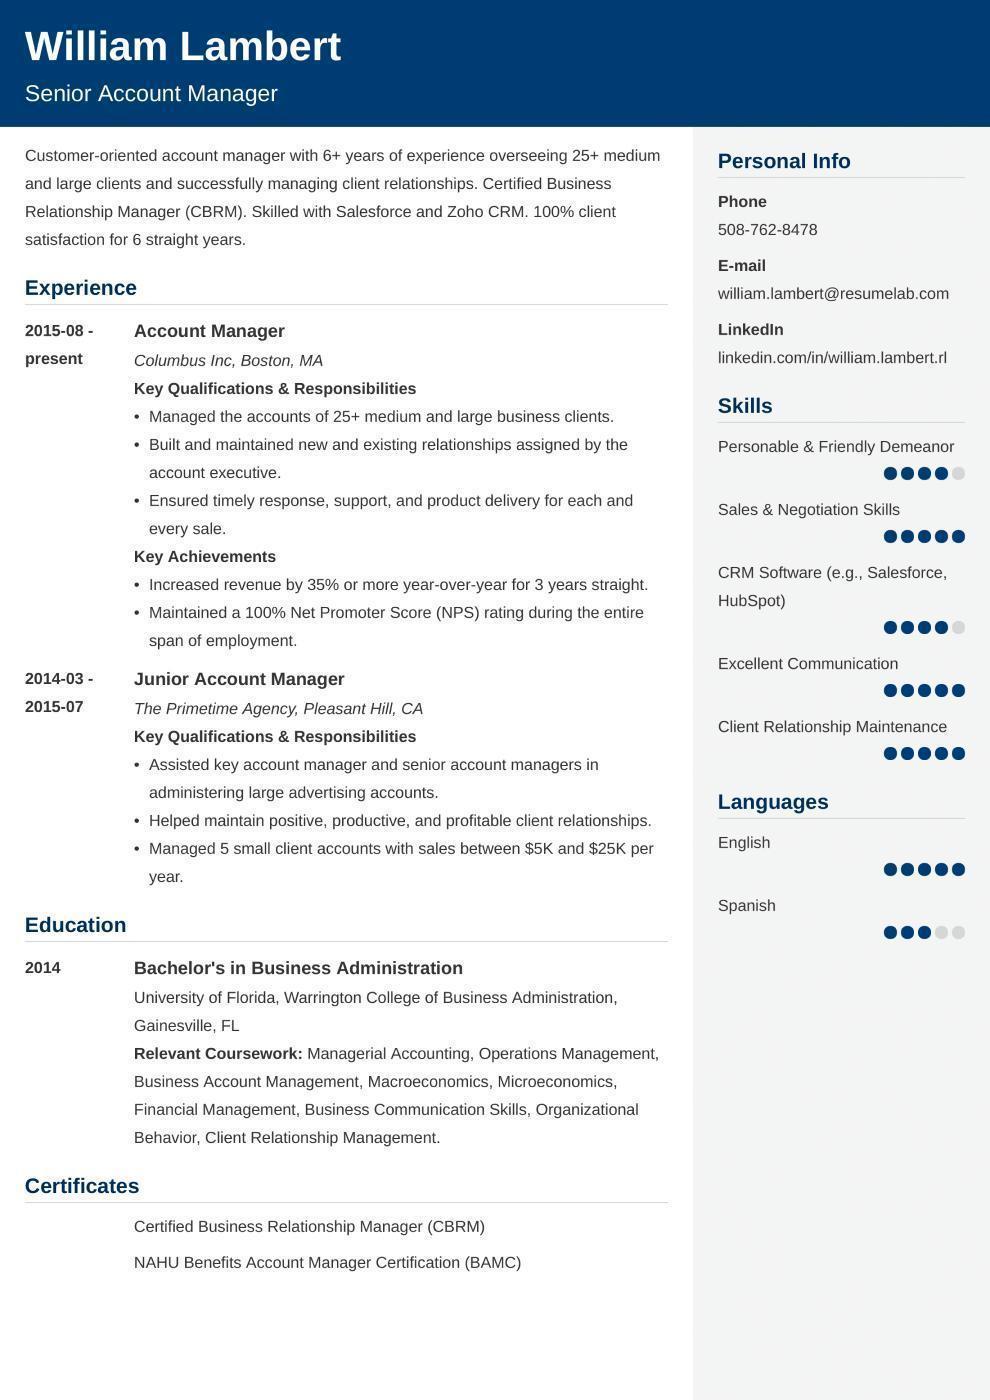 William Lambert
Senior Account Manager
Customer-oriented account manager with 6+ years of experience overseeing 25+ medium
and large clients and successfully managing client relationships. Certified Business
Relationship Manager (CBRM). Skilled with Salesforce and Zoho CRM. 100% client
satisfaction for 6 straight years.
Experience
2015-08 -
present
Account Manager
Columbus Inc, Boston, MA
Key Qualifications & Responsibilities
• Managed the accounts of 25+ medium and large business clients.
• Built and maintained new and existing relationships assigned by the
account executive.
• Ensured timely response, support, and product delivery for each and
every sale.
Key Achievements
• Increased revenue by 35% or more year-over-year for 3 years straight.
• Maintained a 100% Net Promoter Score (NPS) rating during the entire
span of employment.
2014-03 -
2015-07
Junior Account Manager
The Primetime Agency, Pleasant Hill, CA
Key Qualifications & Responsibilities
• Assisted key account manager and senior account managers in
administering large advertising accounts.
• Helped maintain positive, productive, and profitable client relationships.
• Managed 5 small client accounts with sales between $5K and $25K per
year.
Education
2014
Bachelor's in Business Administration
University of Florida, Warrington College of Business Administration,
Gainesville, FL
Relevant Coursework: Managerial Accounting, Operations Management,
Business Account Management, Macroeconomics, Microeconomics,
Financial Management, Business Communication Skills, Organizational
Behavior, Client Relationship Management.
Certificates
Certified Business Relationship Manager (CBRM)
NAHU Benefits Account Manager Certification (BAMC)
Personal Info
Phone
508-762-8478
E-mail
william.lambert@resumelab.com
LinkedIn
linkedin.com/in/william.lambert.rl
Skills
Personable & Friendly Demeanor
Sales & Negotiation Skills
CRM Software (e.g., Salesforce,
HubSpot)
Excellent Communication
Client Relationship Maintenance
Languages
English
Spanish